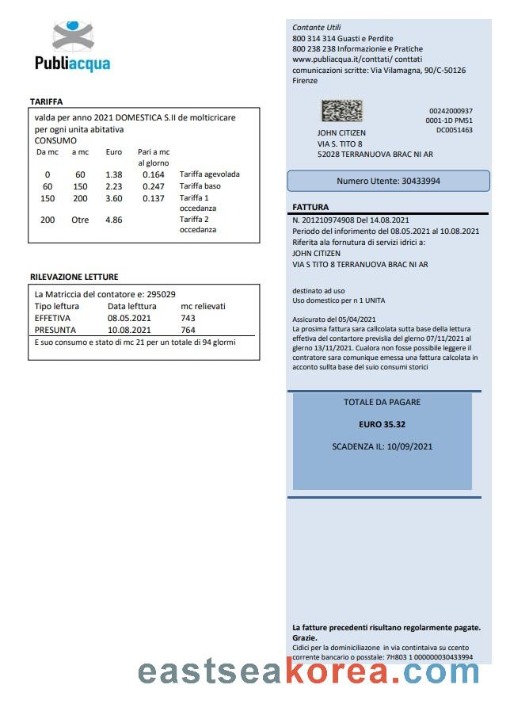 Publiacqua
TARIFFA
valda per anno 2021 DOMESTICA S.II de molticricare
per ogni unita abitativa
CONSUMO
Da mc a mc Euro Pari a mc
al glorno
0 60 1.38 0.164 Tariffa agevolada
60 150 2.23 0.247 Tariffa baso
150 200 3.60 0.137 Tariffa 1
occedanza
200 Otre 4.86 Tariffa 2
occedanza
RILEVAZIONE LETTURE
La Matriccia del contatore e: 295029
Tipo leftura Data lefttura mc relievati
EFFETIVA 08.05.2021 743
PRESUNTA 10.08.2021 764
E suo consumo e stato di mc 21 per un totale di 94 glormi
Contante Utili
800 314 314 Guasti e Perdite
800 238 238 Informazionie e Pratiche
www.publiacqua.it/conttati/ conttati
comunicazioni scritte: Via Vilamagna, 90/C-50126
Firenze
00242000937
0001-1D PM51
DC0051463
JOHN CITIZEN
VIA S. TITO 8
52028 TERRANUOVA BRAC NI AR
Numero Utente: 30433994
FATTURA
N. 201210974908 Del 14.08.2021
Periodo del inforimento del 08.05.2021 al 10.08.2021
Riferita ala fornutura di servizi idrici a:
JOHN CITIZEN
VIA S TITO 8 TERRANUOVA BRAC NI AR
destinato ad uso
Uso domestico per n 1 UNITA
Assicurato del 05/04/2021
La prosima fattura sara callcolata sutta base della lettura
effetiva del contartore previslia del glerno 07/11/2021 al
glerno 13/11/2021. Cualora non fosse possibile leggere il
contratore sara comunique emessa una fattura calcolata in
acconto sullta base del suio consumi storici
TOTALE DA PAGARE
EURO 35.32
SCADENZA IL: 10/09/2021
La fatture precedenti risultano regolarmente pagate.
Grazie.
Cidici per la dominiciliazone in via contintaiva su ccento
corrente bancario o posstale: 7H803 1 000000030433994
eastseakorea.com